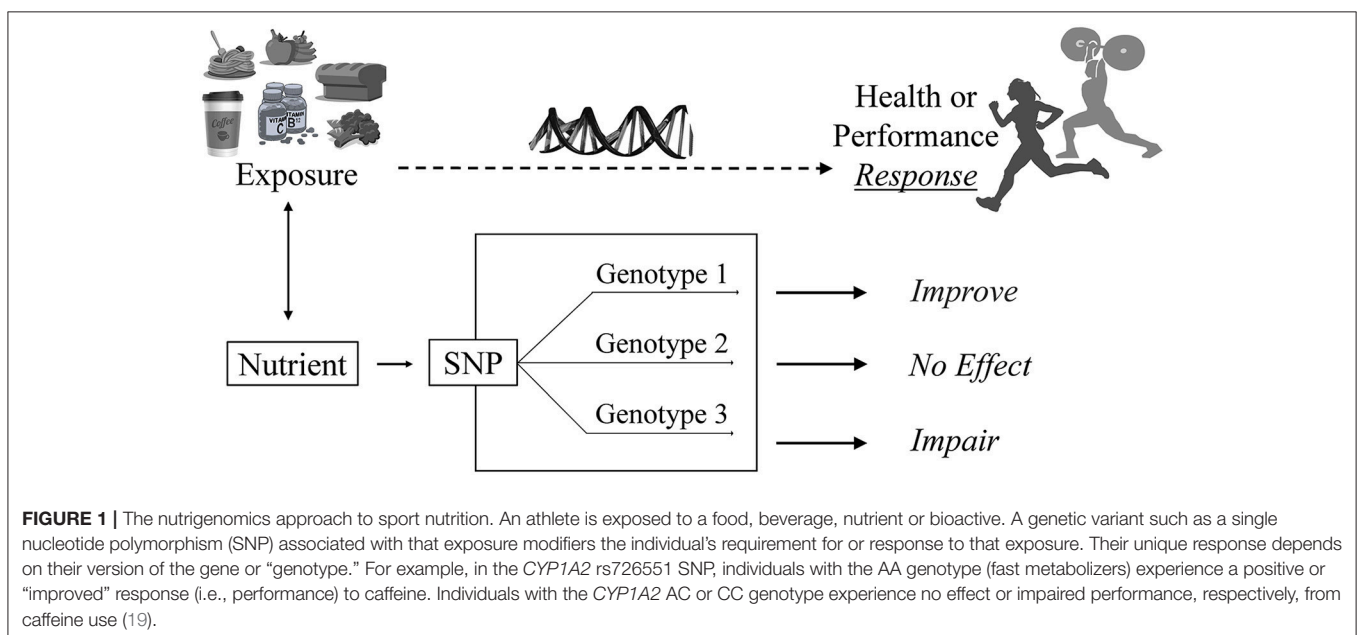 Coffee
VITAMIN
C
VITAMIN
B12
Exposure
Health or
Performance
Response
Nutrient
SNP
Genotype 1
Genotype 2
Genotype 3
Improve
No Effect
Impair
FIGURE 1 | The nutrigenomics approach to sport nutrition. An athlete is exposed to a food, beverage, nutrient or bioactive. A genetic variant such as a single
nucleotide polymorphism (SNP) associated with that exposure modifiers the individual's requirement for or response to that exposure. Their unique response depends
on their version of the gene or “genotype.” For example, in the CYP1A2 rs726551 SNP, individuals with the AA genotype (fast metabolizers) experience a positive or
“improved” response (i.e., performance) to caffeine. Individuals with the CYP1A2 AC or CC genotype experience no effect or impaired performance, respectively, from
caffeine use (19).